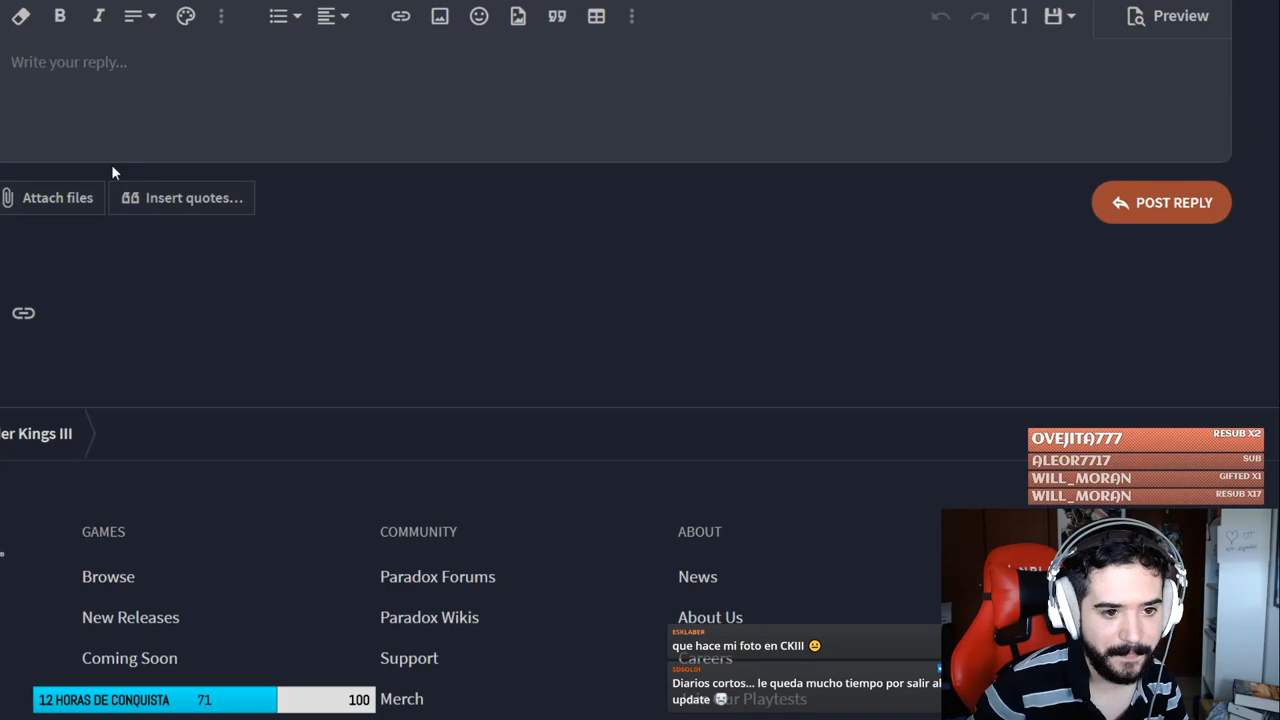 Preview
Write your reply...
Attach files
Insert quotes...
POST REPLY
er Kings III
OVEJITA777 RESUB X2
ALEOR7717 SUB
WILL_MORAN GIFTED X1
WILL_MORAN RESUB X17
GAMES
COMMUNITY
ABOUT
Browse
Paradox Forums
News
New Releases
Paradox Wikis
About Us
Coming Soon
Support
Careers
Merch
ur Playtests
ESKLABER
que hace mi foto en CKIII 😐
Diarios cortos... le queda mucho tiempo por salir al
update 😭
12 HORAS DE CONQUISTA 71 100